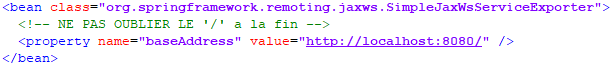 <bean class="org.springframework.remoting.jaxws.SimpleJaxWsServiceExporter">
<!-- NE PAS OUBLIER LE '/' a la fin -->
<property name="baseAddress" value="http://localhost:8080/" />
</bean>